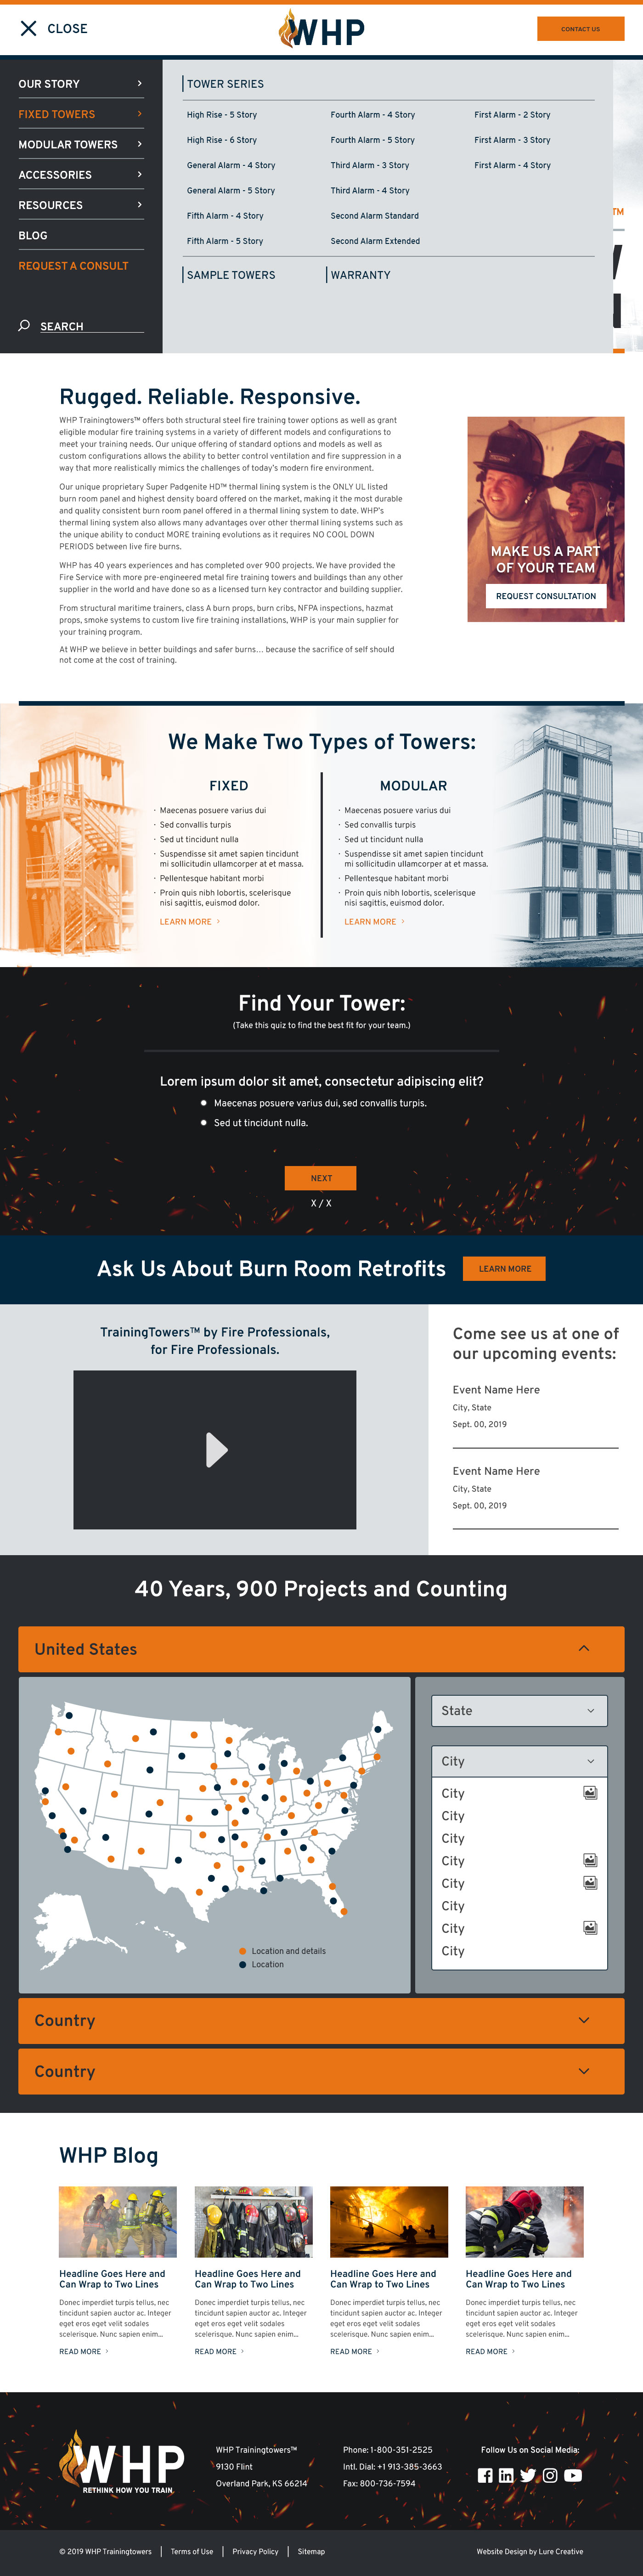 CLOSE
WHP
CONTACT US
OUR STORY
FIXED TOWERS
MODULAR TOWERS
ACCESSORIES
RESOURCES
BLOG
REQUEST A CONSULT
SEARCH
TOWER SERIES
High Rise - 5 Story
High Rise - 6 Story
General Alarm - 4 Story
General Alarm - 5 Story
Fifth Alarm - 4 Story
Fifth Alarm - 5 Story
Fourth Alarm - 4 Story
Fourth Alarm - 5 Story
Third Alarm - 3 Story
Third Alarm - 4 Story
Second Alarm Standard
Second Alarm Extended
First Alarm - 2 Story
First Alarm - 3 Story
First Alarm - 4 Story
SAMPLE TOWERS
WARRANTY
TM
Rugged. Reliable. Responsive.
WHP Trainingtowers™ offers both structural steel fire training tower options as well as grant
eligible modular fire training systems in a variety of different models and configurations to
meet your training needs. Our unique offering of standard options and models as well as
custom configurations allows the ability to better control ventilation and fire suppression in a
way that more realistically mimics the challenges of today's modern fire environment.
Our unique proprietary Super Padgenite HD™ thermal lining system is the ONLY UL listed
burn room panel and highest density board offered on the market, making it the most durable
and quality consistent burn room panel offered in a thermal lining system to date. WHP's
thermal lining system also allows many advantages over other thermal lining systems such as
the unique ability to conduct MORE training evolutions as it requires NO COOL DOWN
PERIODS between live fire burns.
WHP has 40 years experiences and has completed over 900 projects. We have provided the
Fire Service with more pre-engineered metal fire training towers and buildings than any other
supplier in the world and have done so as a licensed turn key contractor and building supplier.
From structural maritime trainers, class A burn props, burn cribs, NFPA inspections, hazmat
props, smoke systems to custom live fire training installations, WHP is your main supplier for
your training program.
At WHP we believe in better buildings and safer burns… because the sacrifice of self should
not come at the cost of training.
MAKE US A PART
OF YOUR TEAM
REQUEST CONSULTATION
We Make Two Types of Towers:
FIXED
· Maecenas posuere varius dui
· Sed convallis turpis
· Sed ut tincidunt nulla
· Suspendisse sit amet sapien tincidunt
mi sollicitudin ullamcorper at et massa.
· Pellentesque habitant morbi
· Proin quis nibh lobortis, scelerisque
nisi sagittis, euismod dolor.
LEARN MORE >
MODULAR
· Maecenas posuere varius dui
· Sed convallis turpis
· Sed ut tincidunt nulla
· Suspendisse sit amet sapien tincidunt
mi sollicitudin ullamcorper at et massa.
· Pellentesque habitant morbi
· Proin quis nibh lobortis, scelerisque
nisi sagittis, euismod dolor.
LEARN MORE >
Find Your Tower:
(Take this quiz to find the best fit for your team.)
Lorem ipsum dolor sit amet, consectetur adipiscing elit?
Maecenas posuere varius dui, sed convallis turpis.
Sed ut tincidunt nulla.
NEXT
X / X
Ask Us About Burn Room Retrofits
LEARN MORE
TrainingTowers™ by Fire Professionals,
for Fire Professionals.
Come see us at one of
our upcoming events:
Event Name Here
City, State
Sept. 00, 2019
Event Name Here
City, State
Sept. 00, 2019
40 Years, 900 Projects and Counting
United States
Location and details
Location
State
City
City
City
City
City
City
City
City
City
Country
Country
WHP Blog
Headline Goes Here and
Can Wrap to Two Lines
Donec imperdiet turpis tellus, nec
tincidunt sapien auctor ac. Integer
eget eros eget velit sodales
scelerisque. Nunc sapien enim...
READ MORE >
Headline Goes Here and
Can Wrap to Two Lines
Donec imperdiet turpis tellus, nec
tincidunt sapien auctor ac. Integer
eget eros eget velit sodales
scelerisque. Nunc sapien enim...
READ MORE >
Headline Goes Here and
Can Wrap to Two Lines
Donec imperdiet turpis tellus, nec
tincidunt sapien auctor ac. Integer
eget eros eget velit sodales
scelerisque. Nunc sapien enim...
READ MORE >
Headline Goes Here and
Can Wrap to Two Lines
Donec imperdiet turpis tellus, nec
tincidunt sapien auctor ac. Integer
eget eros eget velit sodales
scelerisque. Nunc sapien enim...
READ MORE >
WHP
RETHINK HOW YOU TRAIN
WHP Trainingtowers™
9130 Flint
Overland Park, KS 66214
Phone: 1-800-351-2525
Intl. Dial: +1 913-385-3663
Fax: 800-736-7594
Follow Us on Social Media:
© 2019 WHP Trainingtowers | Terms of Use | Privacy Policy | Sitemap
Website Design by Lure Creative